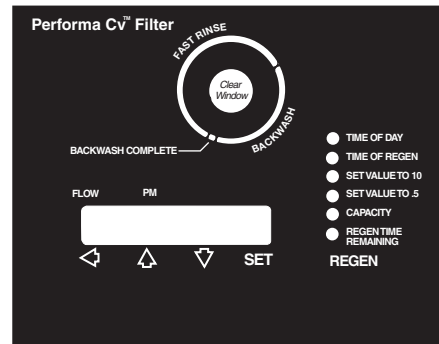 Performa Cv™ Filter
FAST RINSE
Clear
Window
BACKWASH
BACKWASH COMPLETE
TIME OF DAY
TIME OF REGEN
SET VALUE TO 10
SET VALUE TO .5
CAPACITY
REGEN TIME
REMAINING
FLOW PM
SET REGEN